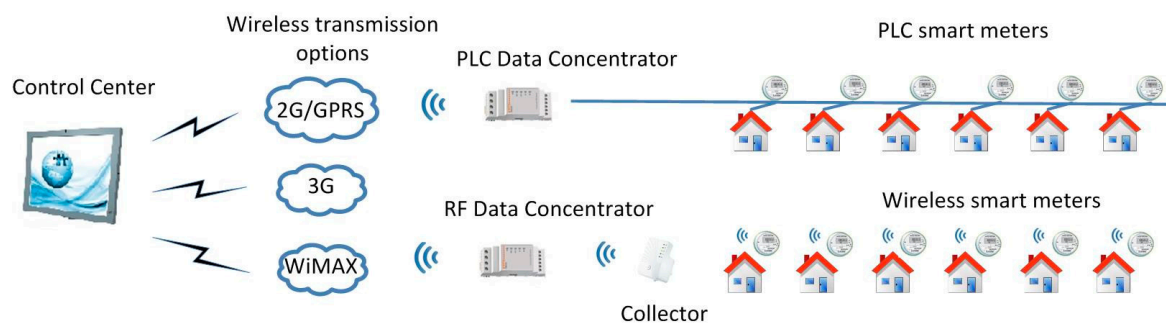 Wireless transmission
options
PLC smart meters
PLC Data Concentrator
Control Center
2G/GPRS
3G
RF Data Concentrator
Wireless smart meters
WiMAX
Collector